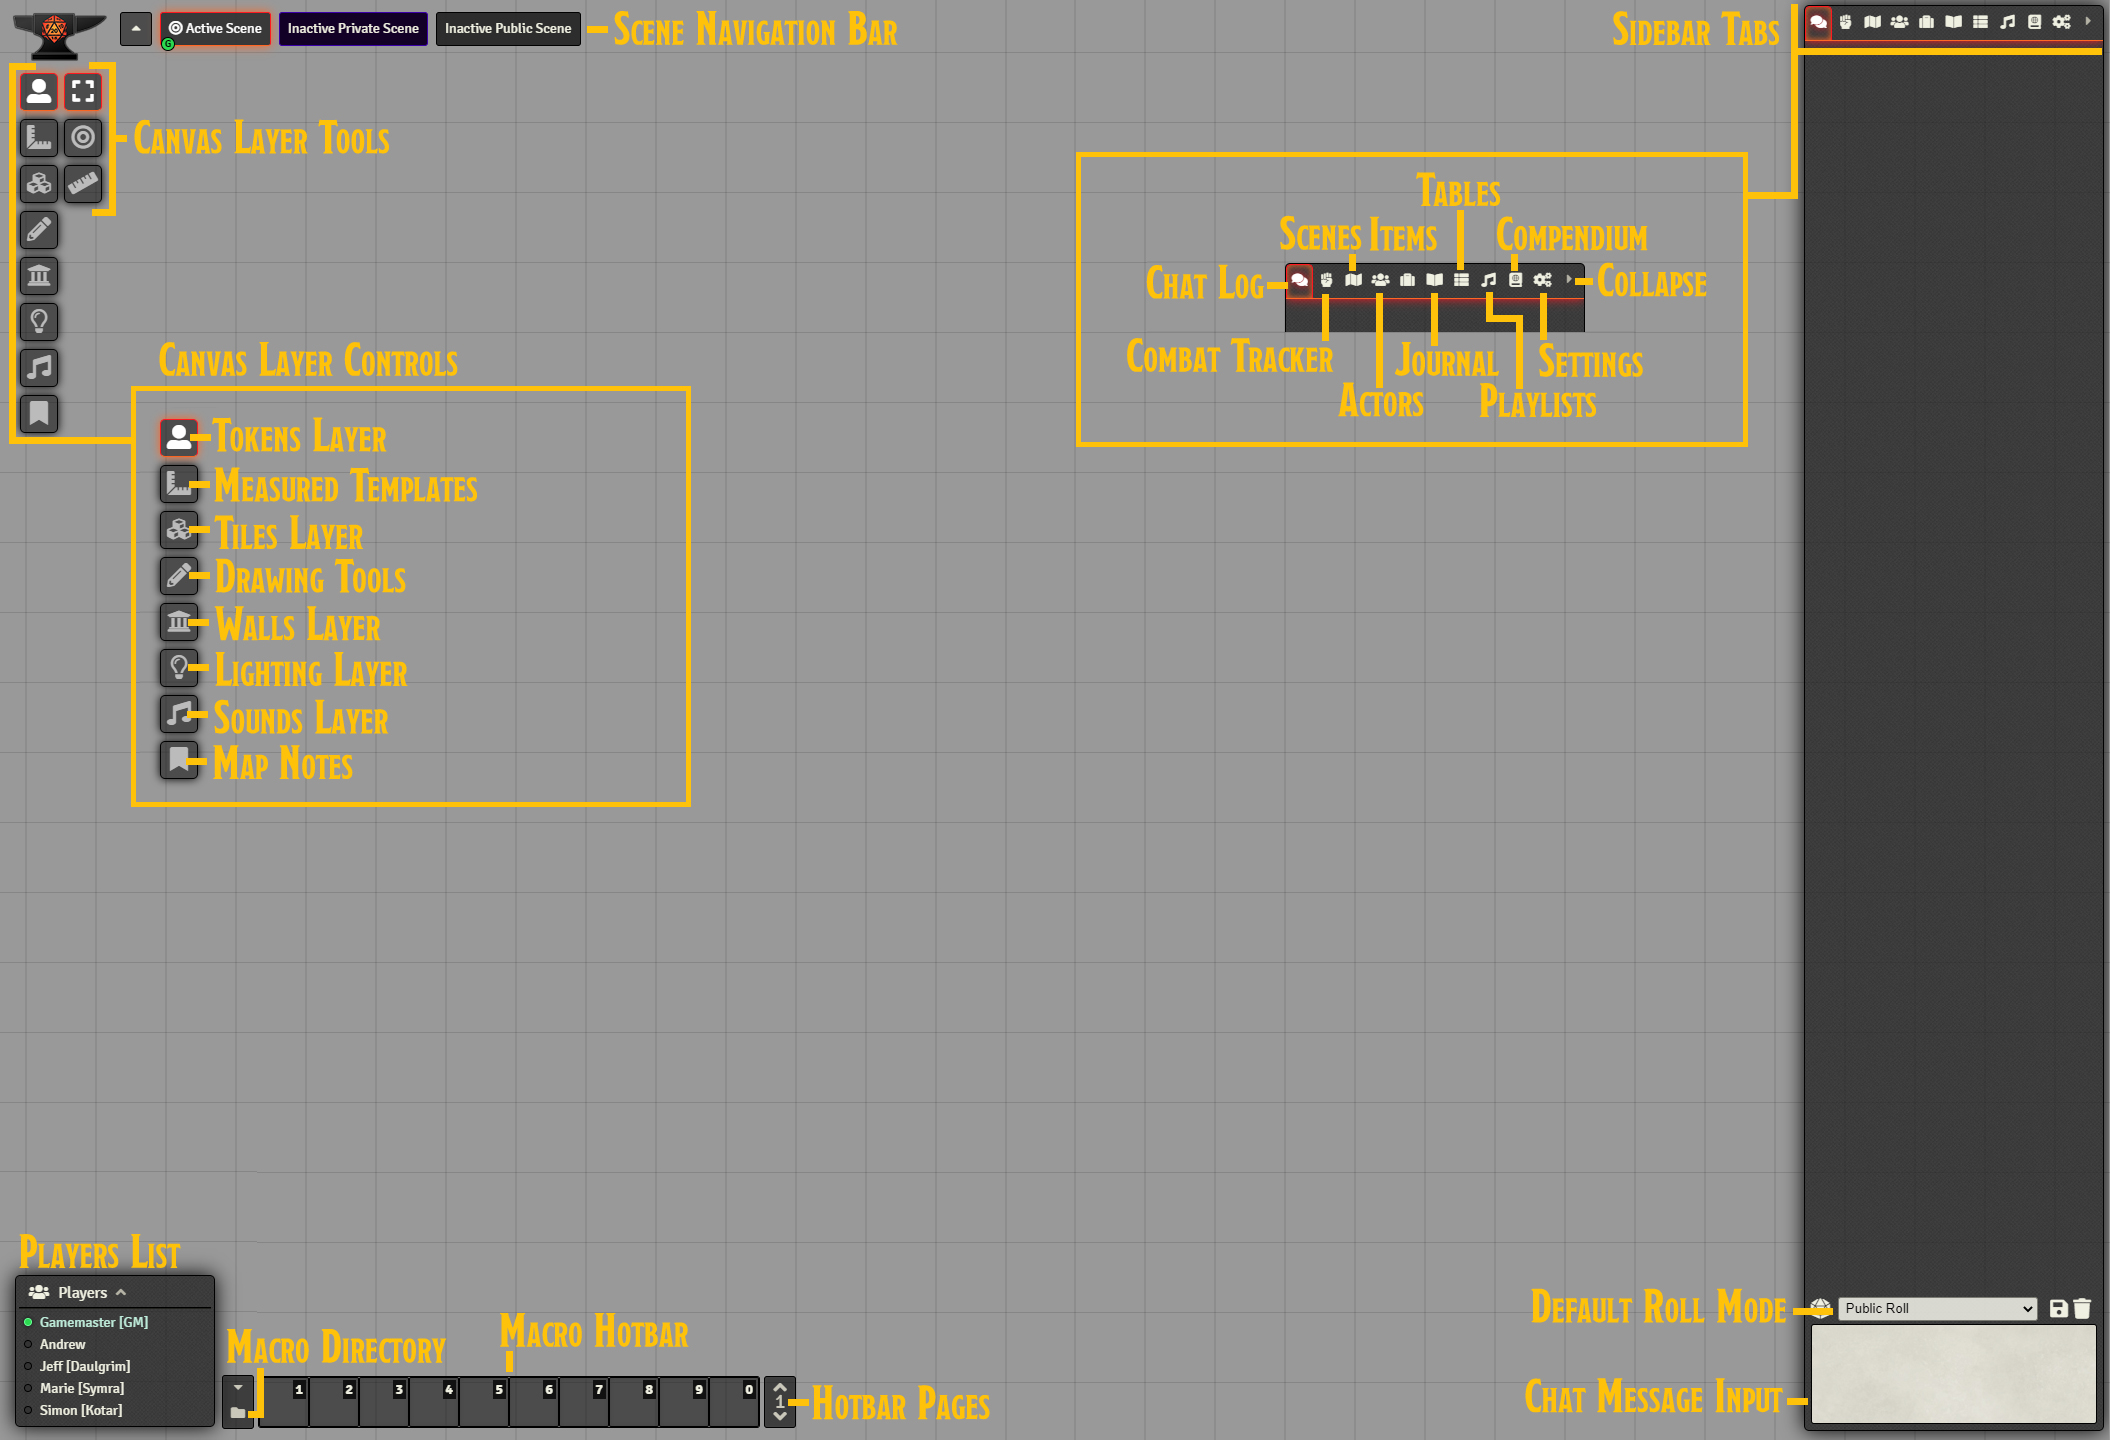 Active Scene
G
Inactive Private Scene
Inactive Public Scene
Scene Navigation Bar
Sidebar Tabs
Canvas Layer Tools
Tables
Scenes
Items
Compendium
Chat Log
Collapse
Combat Tracker
Journal
Settings
Actors
Playlists
Canvas Layer Controls
Tokens Layer
Measured Templates
Tiles Layer
Drawing Tools
Walls Layer
Lighting Layer
Sounds Layer
Map Notes
Players List
Players
Gamemaster [GM]
Andrew
Jeff [Daulgrim]
Marie [Symra]
Simon [Kotar]
Macro Directory
Macro Hotbar
1 2 3 4 5 6 7 8 9 0
1
Hotbar Pages
Default Roll Mode
Public Roll
Chat Message Input